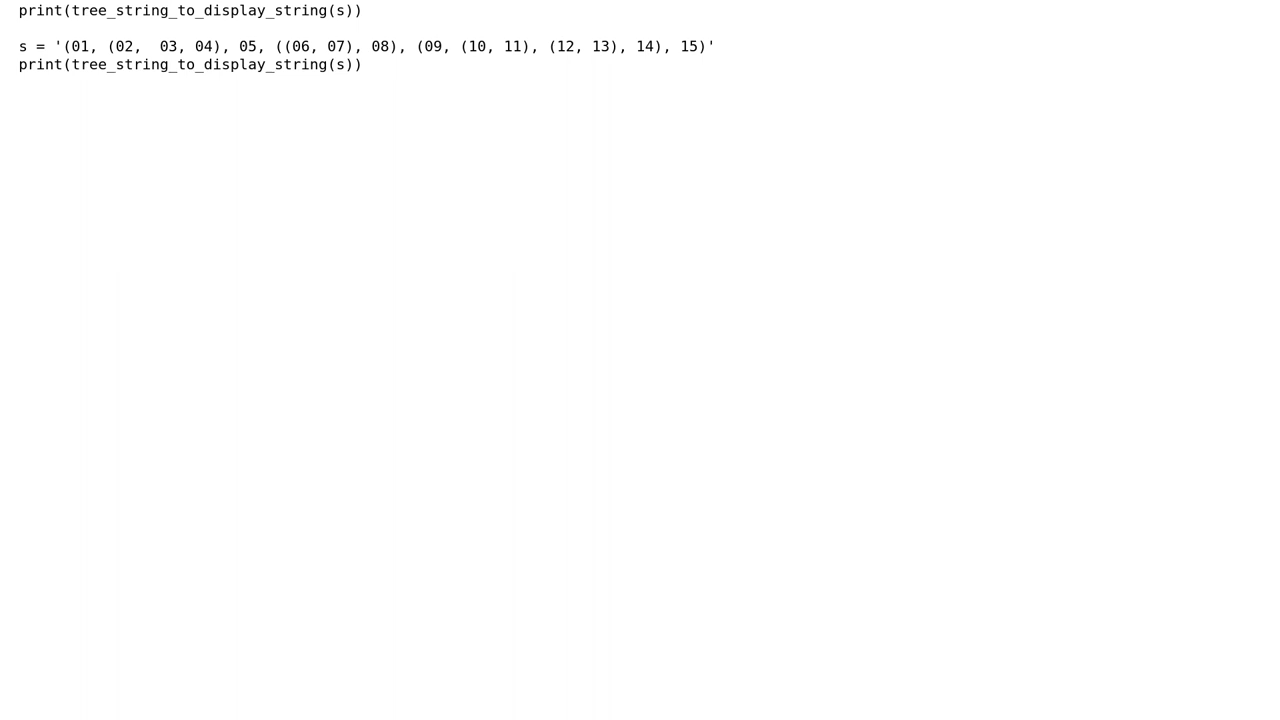 print(tree_string_to_display_string(s))
s = '(01, (02,  03, 04), 05, ((06, 07), 08), (09, (10, 11), (12, 13), 14), 15)'
print(tree_string_to_display_string(s))